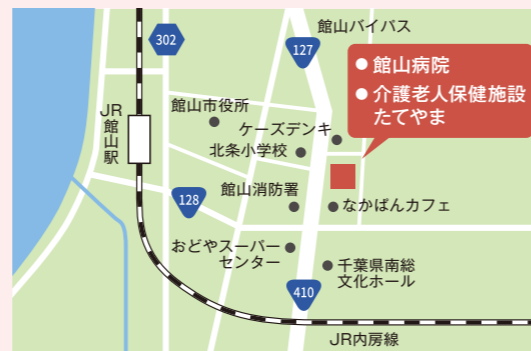 館山バイパス
302
127
● 館山病院
● 介護老人保健施設
たてやま
館山市役所
JR
館山駅
ケーズデンキ
北条小学校
128
館山消防署
なかぱんカフェ
おどやスーパー
センター
千葉県南総
文化ホール
410
JR内房線